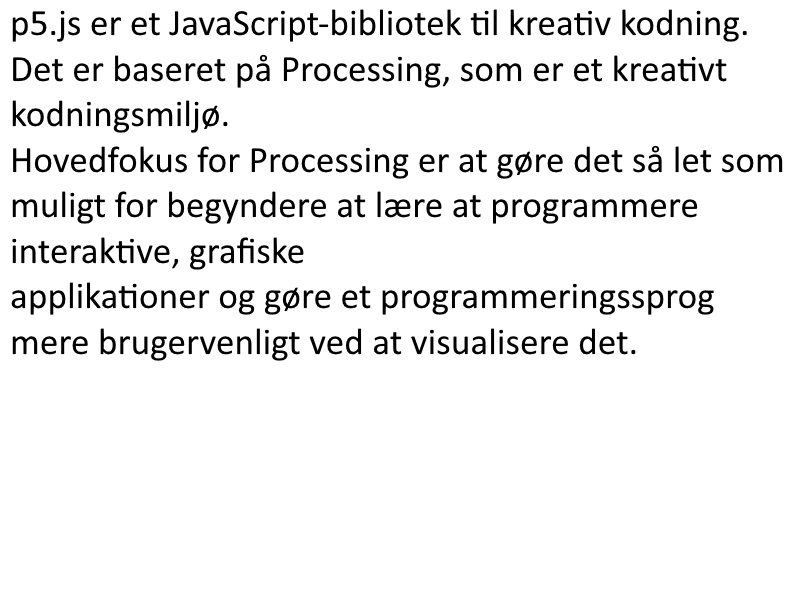 p5.js er et JavaScript-bibliotek til kreativ kodning.
Det er baseret på Processing, som er et kreativt
kodningsmiljø.
Hovedfokus for Processing er at gøre det så let som
muligt for begyndere at lære at programmere
interaktive, grafiske
applikationer og gøre et programmeringssprog
mere brugervenligt ved at visualisere det.